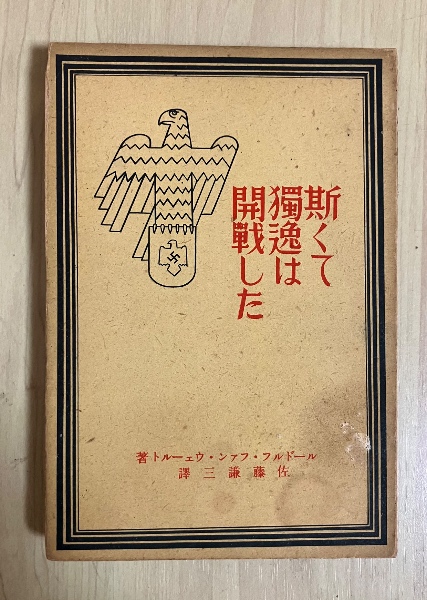 斯くて
獨逸は
開戰した
ルードルフ・ファン・ウェールト著
佐藤謙三譯